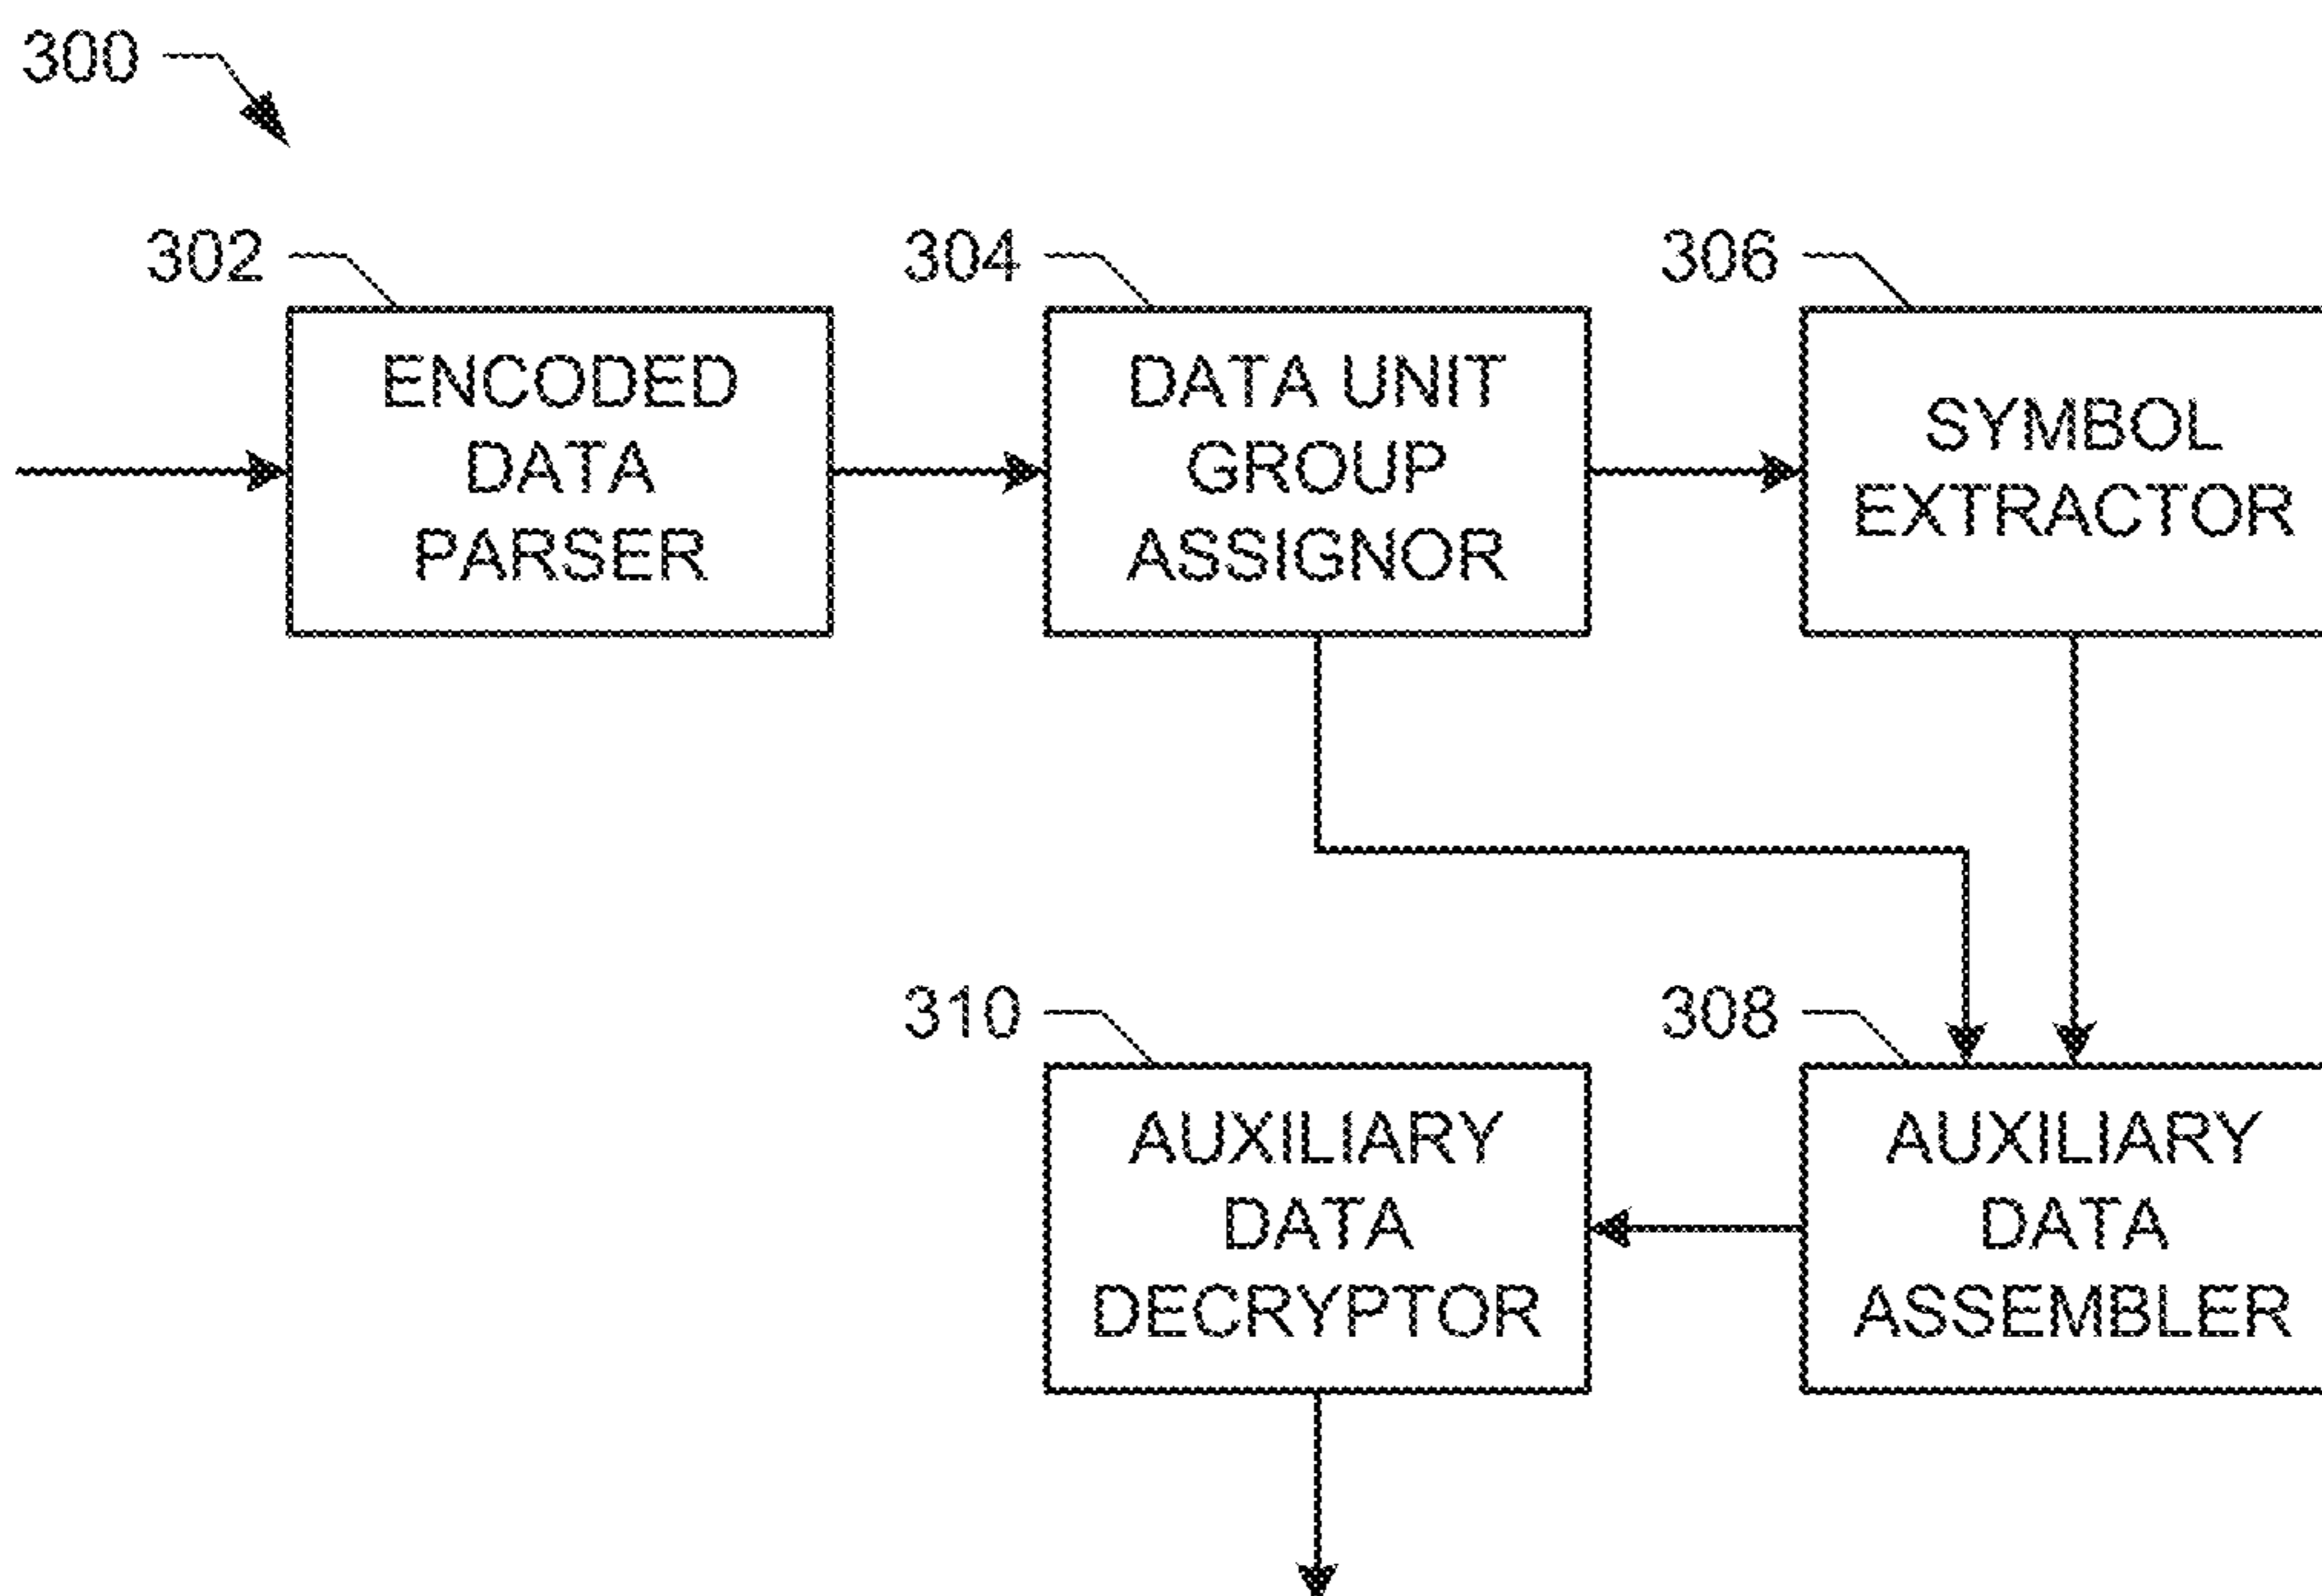 300
302
304
306
ENCODED
DATA
PARSER
DATA UNIT
GROUP
ASSIGNOR
SYMBOL
EXTRACTOR
310
308
AUXILIARY
DATA
DECRYPTOR
AUXILIARY
DATA
ASSEMBLER